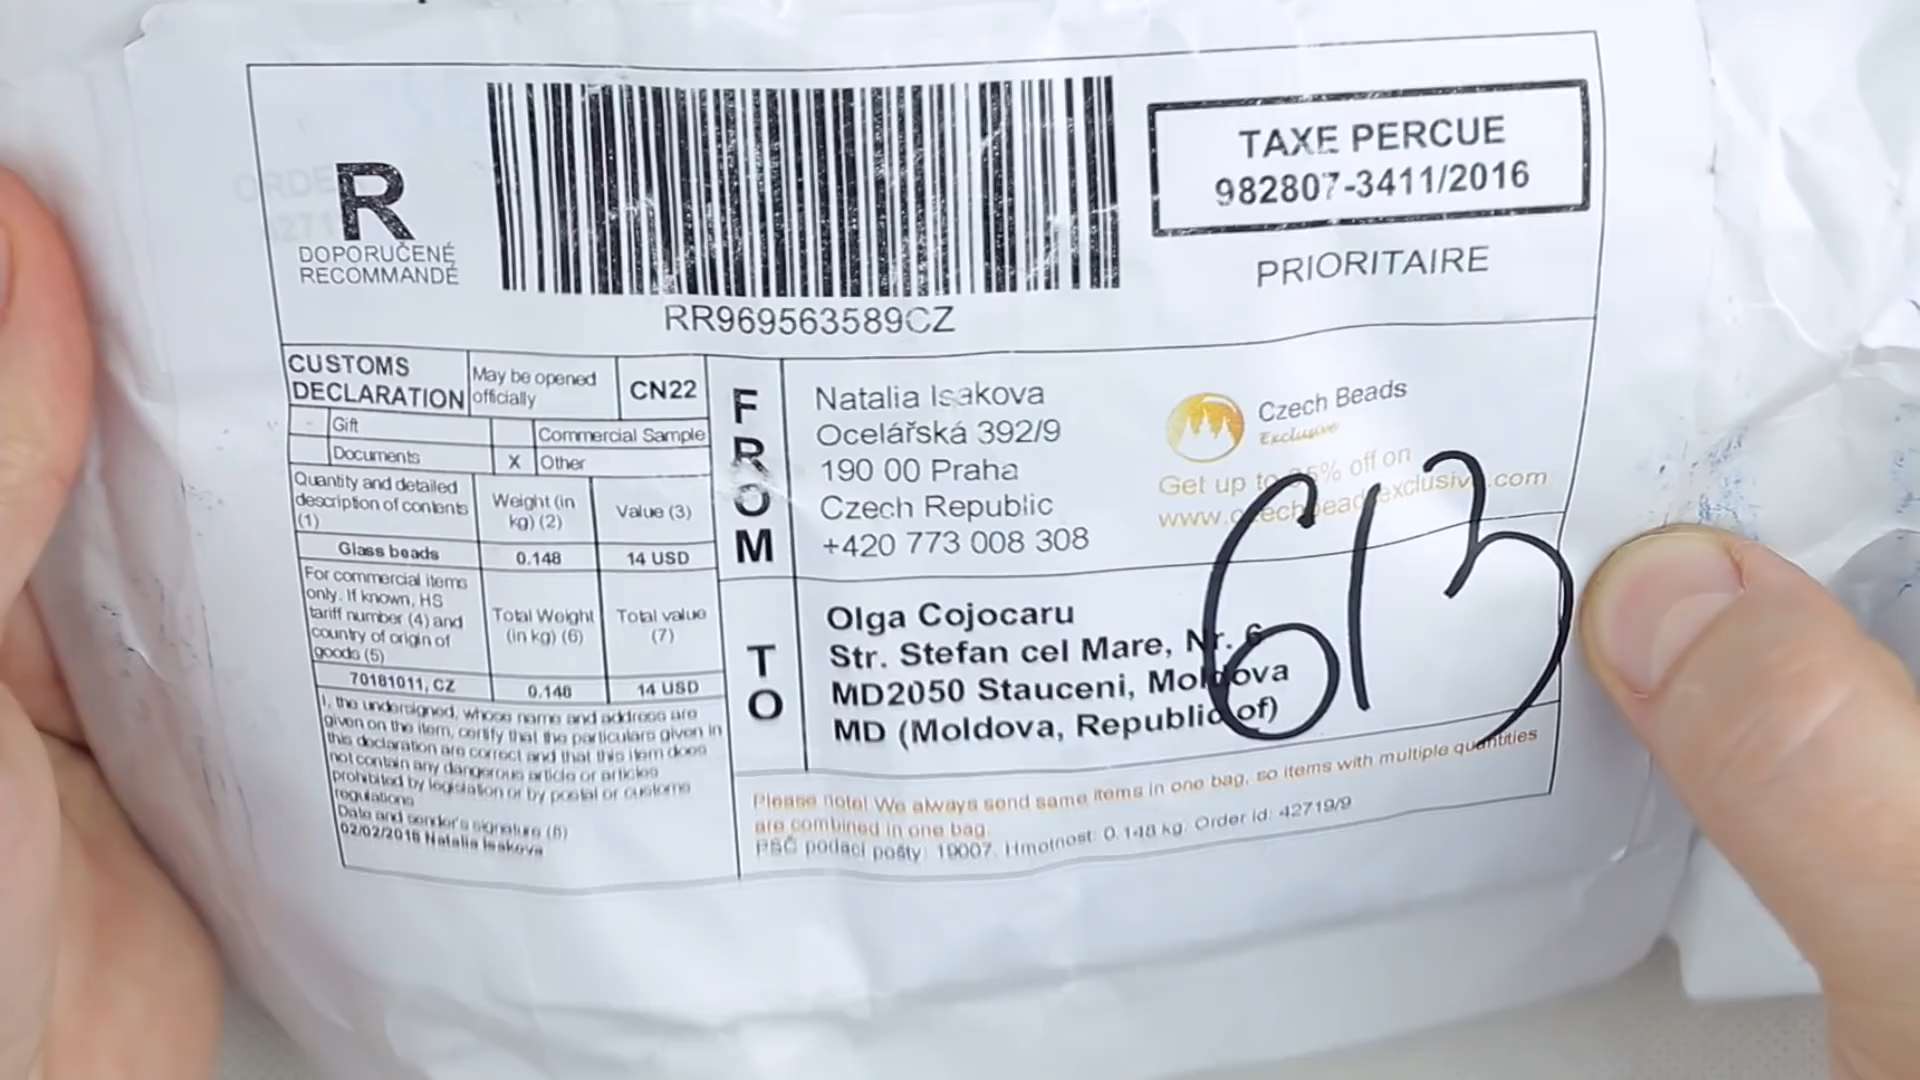 R
DOPORUČENÉ
RECOMMANDÉ
RR969563589CZ
TAXE PERCUE
982807-3411/2016
PRIORITAIRE
CUSTOMS
DECLARATION
May be opened
officially
CN22
Gift
Commercial Sample
Documents
X Other
Quantity and detailed
description of contents
(1)
Weight (in
kg) (2)
Value (3)
Glass beads
0.148
14 USD
For commercial items
only. If known, HS
tariff number (4) and
country of origin of
goods (5)
Total Weight
(in kg) (6)
Total value
(7)
70181011, CZ
0.148
14 USD
I, the undersigned, whose name and address are
given on the item, certify that the particulars given in
this declaration are correct and that this item does
not contain any dangerous article or articles
prohibited by legislation or by postal or customs
regulations
Date and sender's signature (8)
02/02/2018 Natalia Isakova
FROM
Natalia Isakova
Ocelářská 392/9
190 00 Praha
Czech Republic
+420 773 008 308
Czech Beads
Exclusive
Get up to 5% off on
www.czechbeadsexclusive.com
613
TO
Olga Cojocaru
Str. Stefan cel Mare, Nr. 6
MD2050 Stauceni, Moldova
MD (Moldova, Republic of)
Please note! We always send same items in one bag, so items with multiple quantities
are combined in one bag.
PSČ podací pošty: 19007. Hmotnost: 0.148 kg. Order id: 42719/9